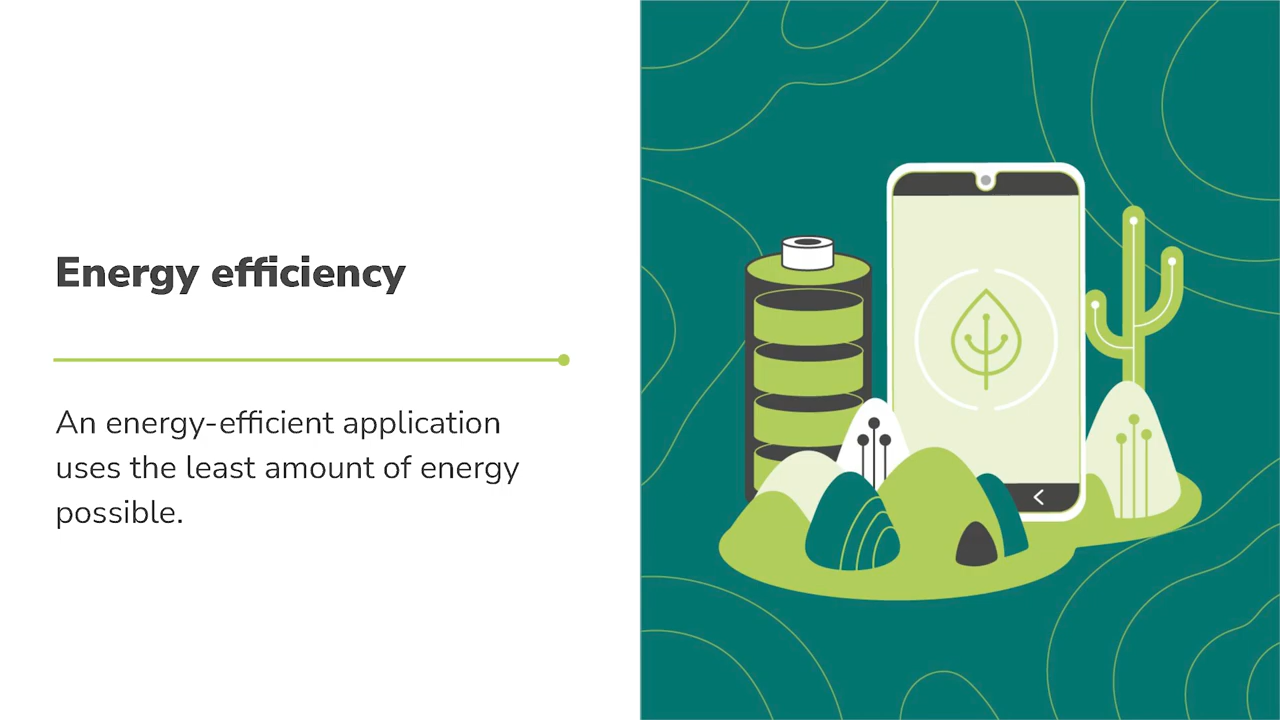 Energy efficiency
An energy-efficient application
uses the least amount of energy
possible.